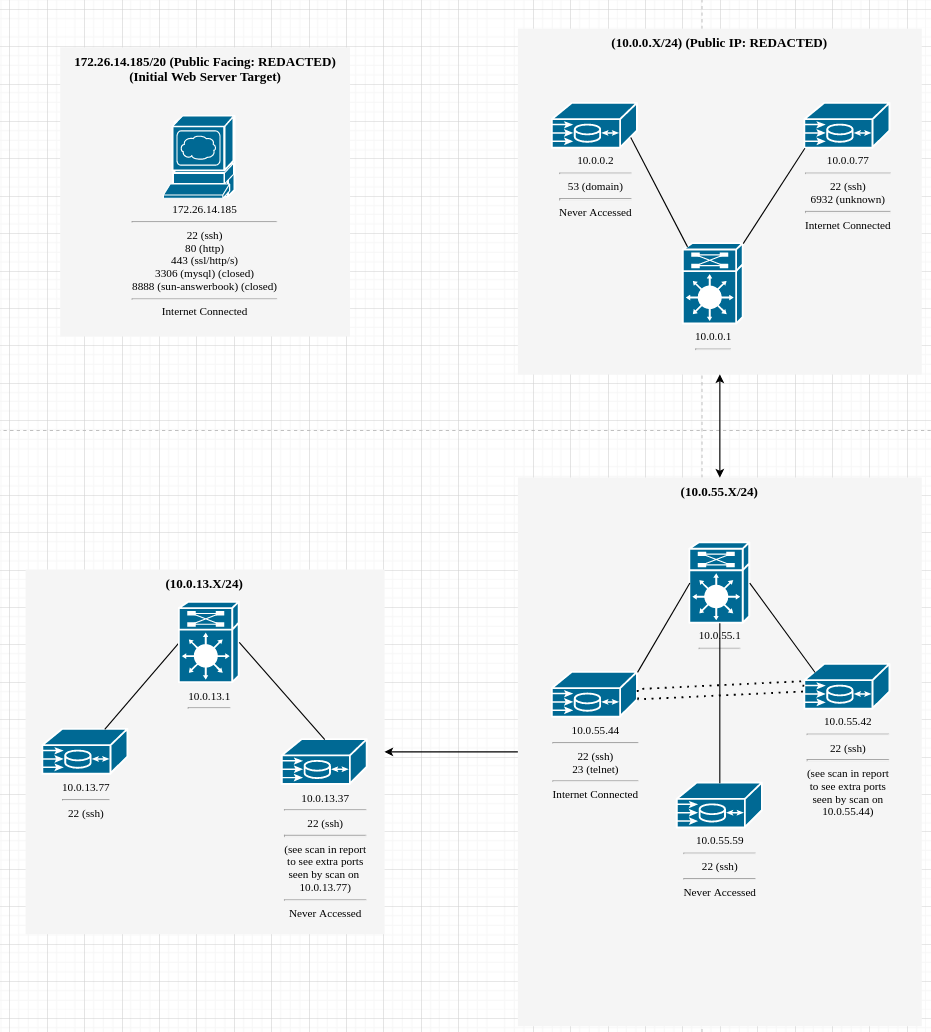 172.26.14.185/20 (Public Facing: REDACTED)
(Initial Web Server Target)
172.26.14.185
22 (ssh)
80 (http)
443 (ssl/http/s)
3306 (mysql) (closed)
8888 (sun-answerbook) (closed)
Internet Connected
(10.0.0.X/24) (Public IP: REDACTED)
10.0.0.2
53 (domain)
Never Accessed
10.0.0.77
22 (ssh)
6932 (unknown)
Internet Connected
10.0.0.1
(10.0.13.X/24)
10.0.13.1
10.0.13.77
22 (ssh)
10.0.13.37
22 (ssh)
(see scan in report
to see extra ports
seen by scan on
10.0.13.77)
Never Accessed
(10.0.55.X/24)
10.0.55.1
10.0.55.44
22 (ssh)
23 (telnet)
Internet Connected
10.0.55.42
22 (ssh)
(see scan in report
to see extra ports
seen by scan on
10.0.55.44)
10.0.55.59
22 (ssh)
Never Accessed